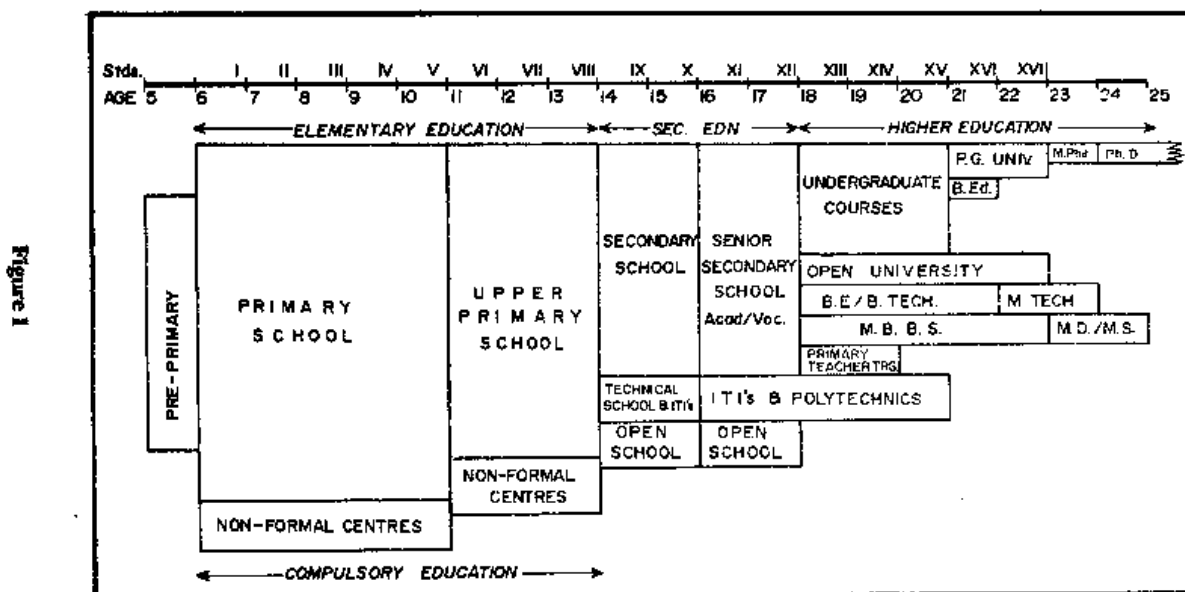 Figure 1
Stds. I II III IV V VI VII VIII IX X XI XII XIII XIV XV XVI XVI
AGE 5 6 7 8 9 10 11 12 13 14 15 16 17 18 19 20 21 22 23 24 25
ELEMENTARY EDUCATION SEC. EDN HIGHER EDUCATION
PRE-PRIMARY
PRIMARY
SCHOOL
NON-FORMAL CENTRES
UPPER
PRIMARY
SCHOOL
NON-FORMAL
CENTRES
SECONDARY
SCHOOL
TECHNICAL
SCHOOL & ITI's
OPEN
SCHOOL
SENIOR
SECONDARY
SCHOOL
Acad/Voc.
ITI's & POLYTECHNICS
OPEN
SCHOOL
UNDERGRADUATE
COURSES
P.G. UNIV.
M.Phil Ph. D
B.Ed.
OPEN UNIVERSITY
B.E/B. TECH. M TECH
M. B. B. S. M.D./M.S.
PRIMARY
TEACHER TRG.
COMPULSORY EDUCATION